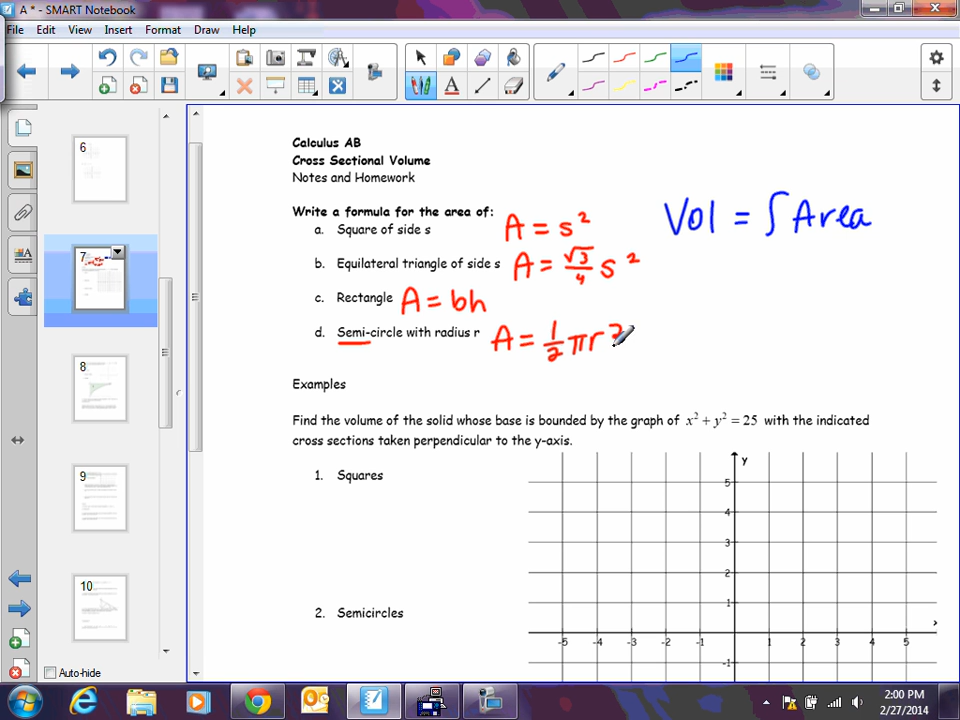 A * - SMART Notebook
File Edit View Insert Format Draw Help
6
7
8
9
10
Auto-hide
Calculus AB
Cross Sectional Volume
Notes and Homework
Write a formula for the area of:
a. Square of side s A = s²
Vol = ∫ Area
b. Equilateral triangle of side s A = √3/4 s²
c. Rectangle A = bh
d. Semi-circle with radius r A = 1/2 πr²
Examples
Find the volume of the solid whose base is bounded by the graph of x² + y² = 25 with the indicated
cross sections taken perpendicular to the y-axis.
1. Squares
2. Semicircles
y
5
4
3
2
1
-5 -4 -3 -2 -1 1 2 3 4 5
-1
2:00 PM
2/27/2014